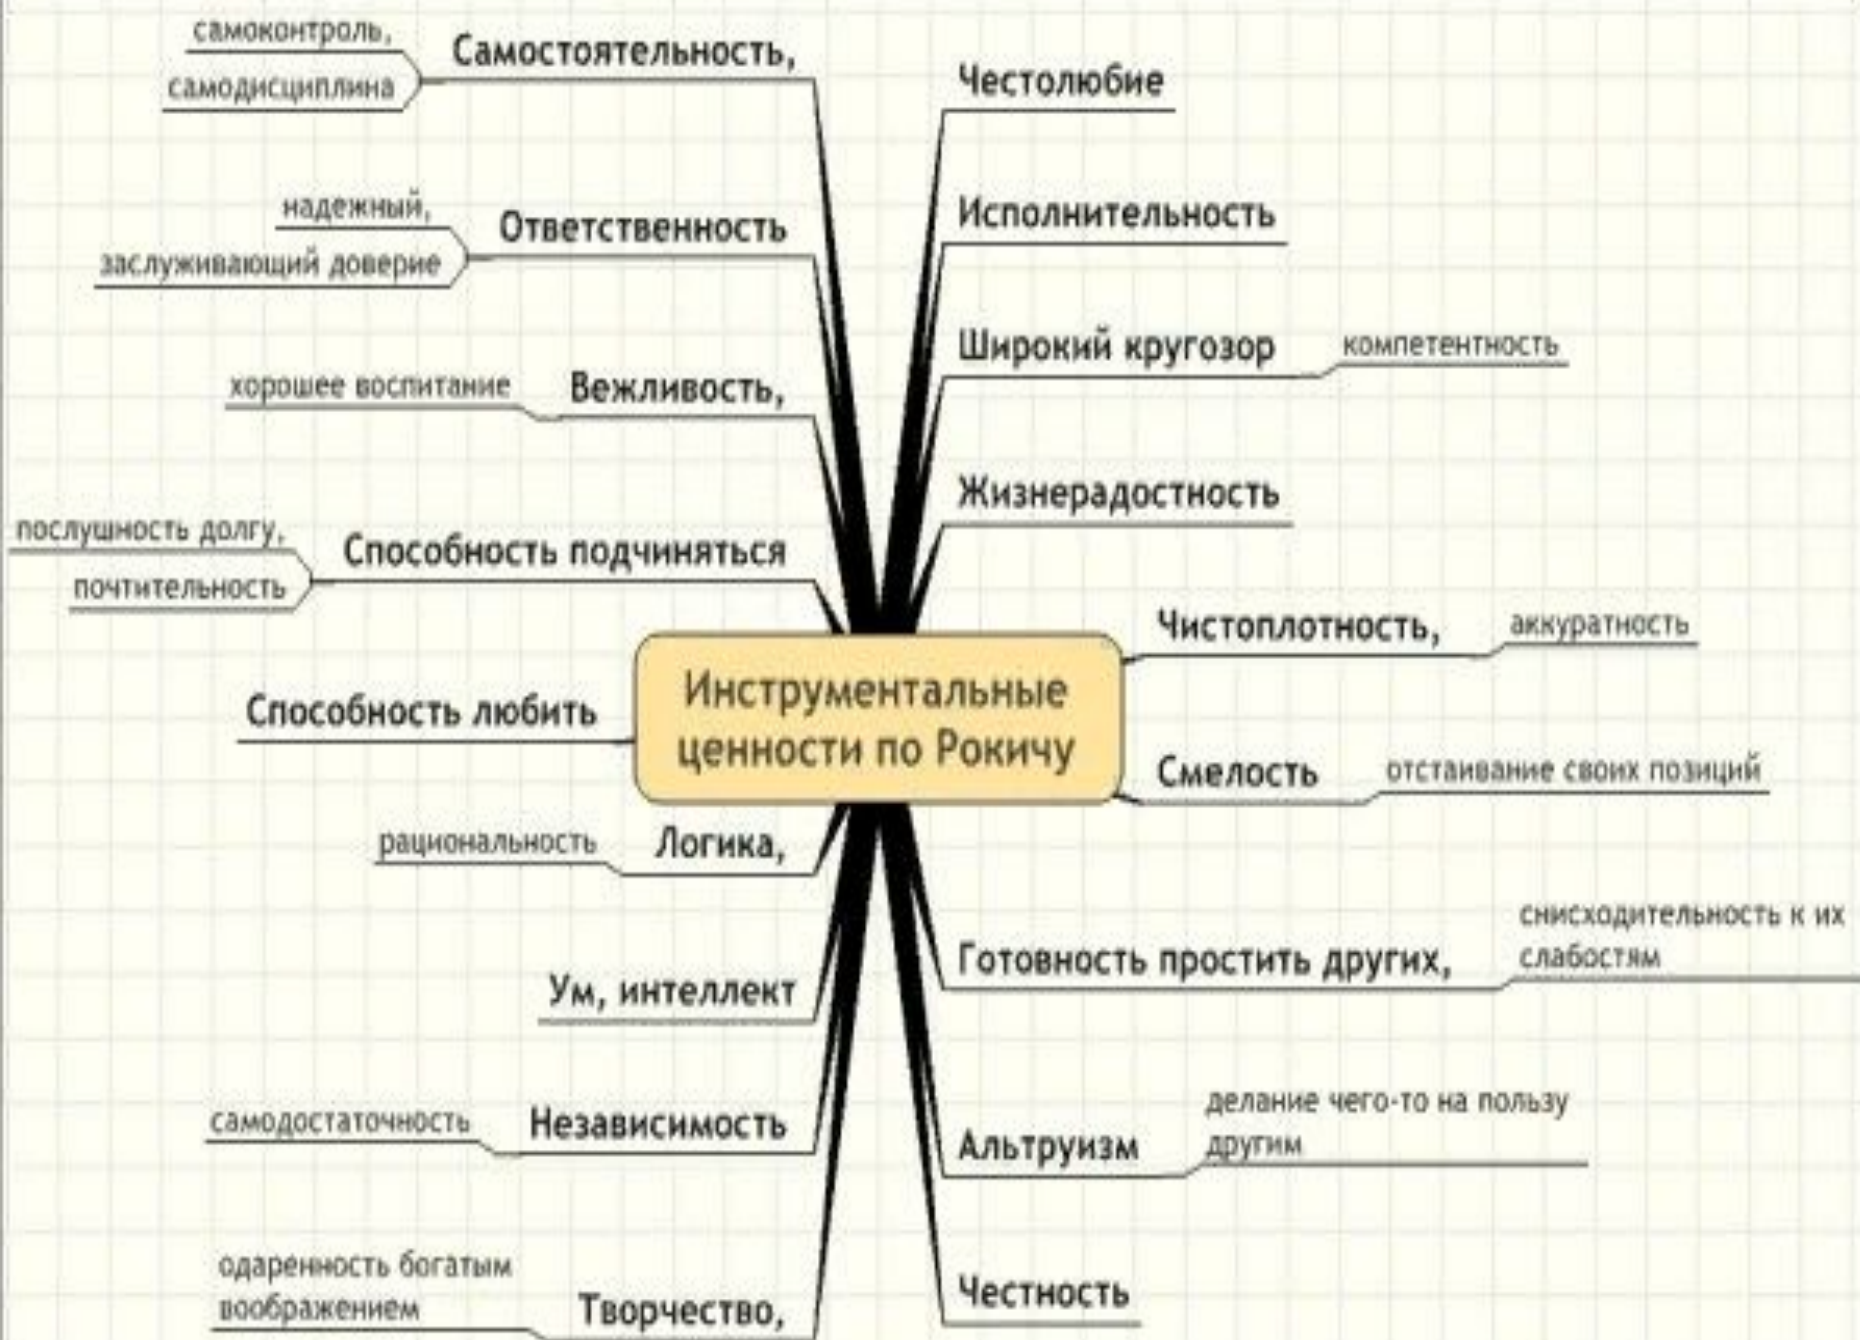 самоконтроль,
самодисциплина
Самостоятельность,
надежный,
заслуживающий доверие
Ответственность
хорошее воспитание
Вежливость,
послушность долгу,
почтительность
Способность подчиняться
Способность любить
рациональность
Логика,
Ум, интеллект
самодостаточность
Независимость
одаренность богатым
воображением
Творчество,
Инструментальные
ценности по Рокичу
Честолюбие
Исполнительность
Широкий кругозор
компетентность
Жизнерадостность
Чистоплотность,
аккуратность
Смелость
отстаивание своих позиций
Готовность простить других,
снисходительность к их
слабостям
Альтруизм
делание чего-то на пользу
другим
Честность